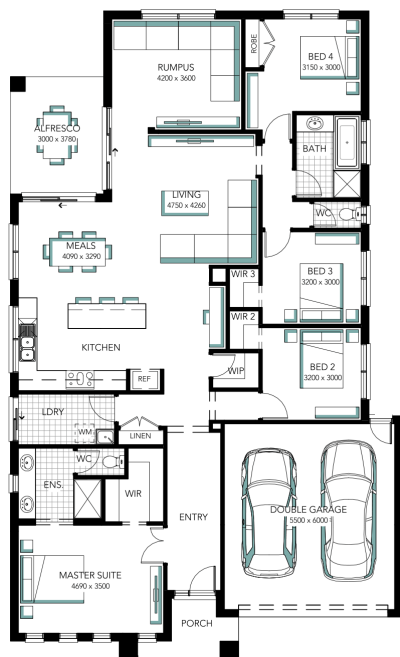 ROBE
BED 4
3150 x 3000
RUMPUS
4200 x 3600
ALFRESCO
3000 x 3780
BATH
LIVING
4750 x 4260
WC
MEALS
4090 x 3290
WIR 3
BED 3
3200 x 3000
WIR 2
KITCHEN
WIP
BED 2
3200 x 3000
REF
LDRY
WM
LINEN
WC
ENS.
WIR
ENTRY
DOUBLE GARAGE
5500 x 6000
MASTER SUITE
4690 x 3500
PORCH